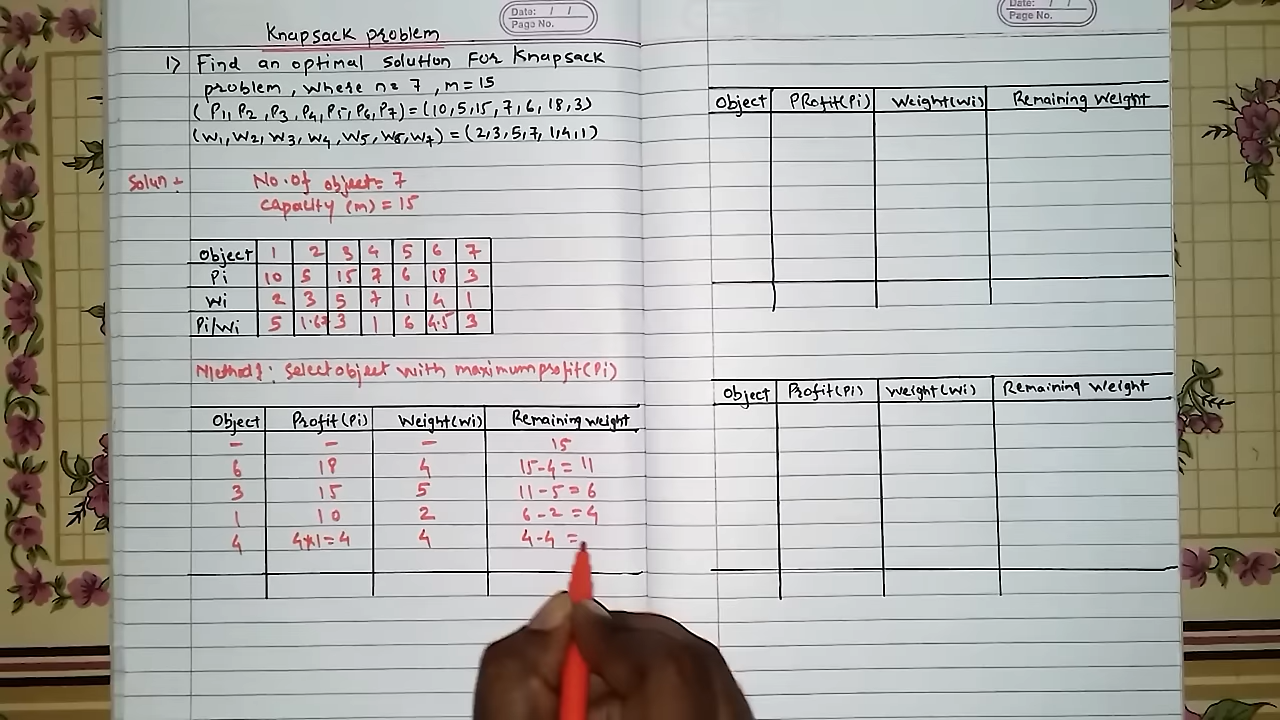 Date: / /
Page No.
Knapsack problem
1) Find an optimal solution For Knapsack
problem, where n= 7, m=15
(P1, P2, P3, P4, P5, P6, P7) = (10,5,15,7,6,18,3)
(W1, W2, W3, W4, W5, W6, W7) = (2,3,5,7,1,4,1)
Solun :-
No. of object= 7
capacity (m) = 15
Object 1 2 3 4 5 6 7
Pi 10 5 15 7 6 18 3
Wi 2 3 5 7 1 4 1
Pi/Wi 5 1.67 3 1 6 4.5 3
Method 1: Select object with maximum profit(Pi)
Object Profit(Pi) Weight(Wi) Remaining weight
- - - 15
6 18 4 15-4 = 11
3 15 5 11-5 = 6
1 10 2 6-2 = 4
4 4*1=4 4 4-4 =
Date: / /
Page No.
Object PRofit(Pi) Weight(Wi) Remaining Weight
Object Profit(Pi) Weight(Wi) Remaining Weight